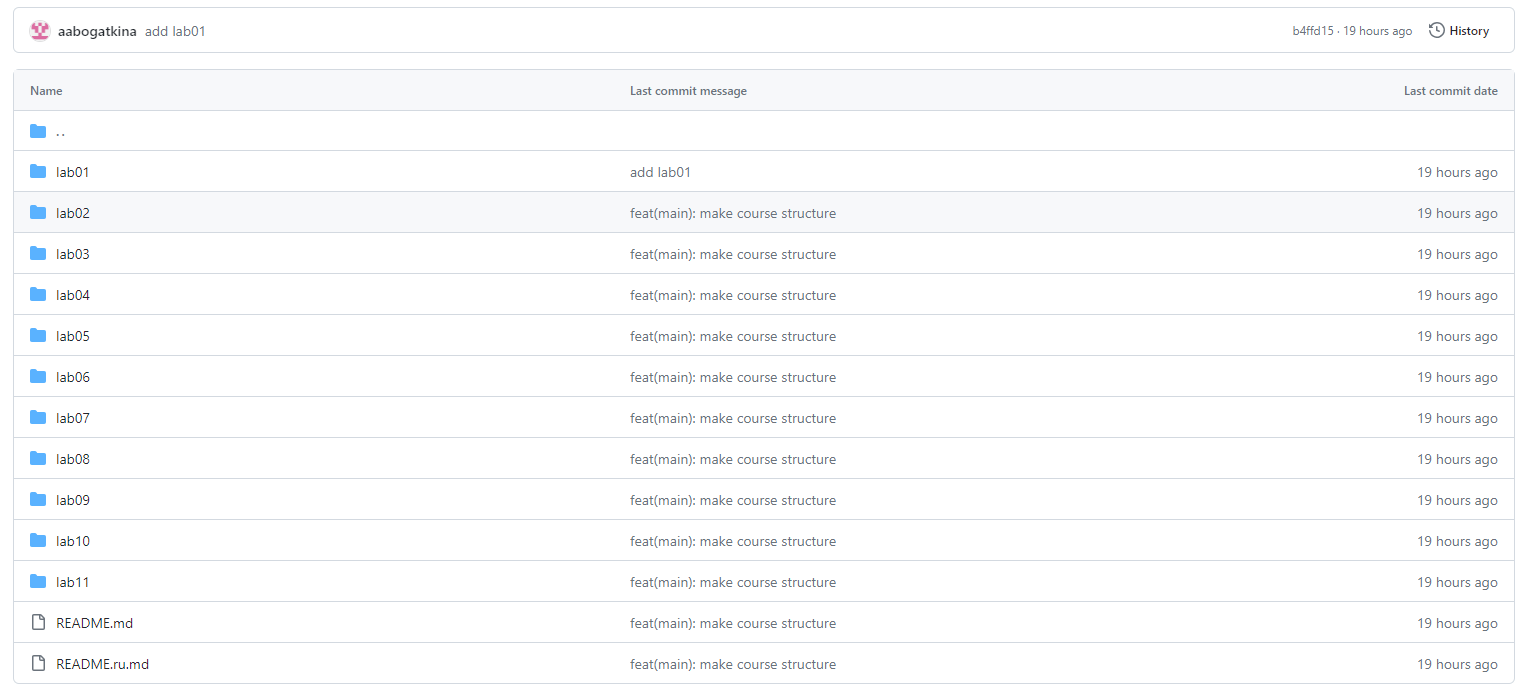 aabogatkina add lab01 b4ffd15 · 19 hours ago History
Name Last commit message Last commit date
..
lab01 add lab01 19 hours ago
lab02 feat(main): make course structure 19 hours ago
lab03 feat(main): make course structure 19 hours ago
lab04 feat(main): make course structure 19 hours ago
lab05 feat(main): make course structure 19 hours ago
lab06 feat(main): make course structure 19 hours ago
lab07 feat(main): make course structure 19 hours ago
lab08 feat(main): make course structure 19 hours ago
lab09 feat(main): make course structure 19 hours ago
lab10 feat(main): make course structure 19 hours ago
lab11 feat(main): make course structure 19 hours ago
README.md feat(main): make course structure 19 hours ago
README.ru.md feat(main): make course structure 19 hours ago